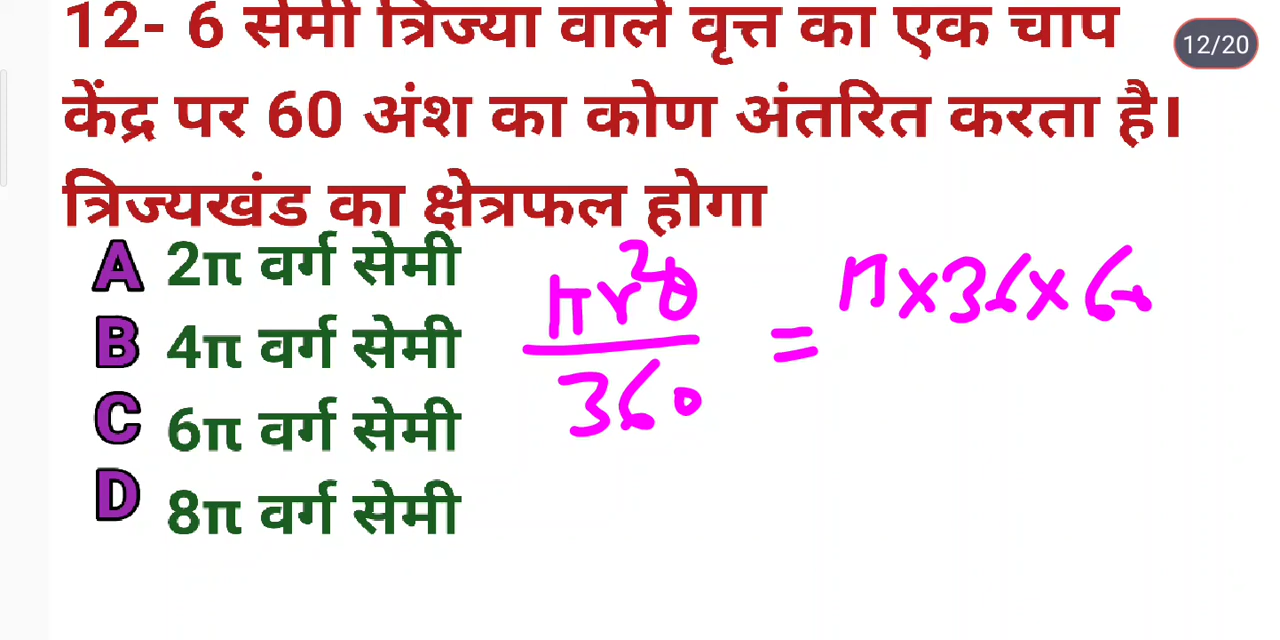 12- 6 सेमी त्रिज्या वाले वृत्त का एक चाप
12/20
केंद्र पर 60 अंश का कोण अंतरित करता है।
त्रिज्यखंड का क्षेत्रफल होगा
A 2π वर्ग सेमी
B 4π वर्ग सेमी
C 6π वर्ग सेमी
D 8π वर्ग सेमी
πr²θ/360 = π×36×60